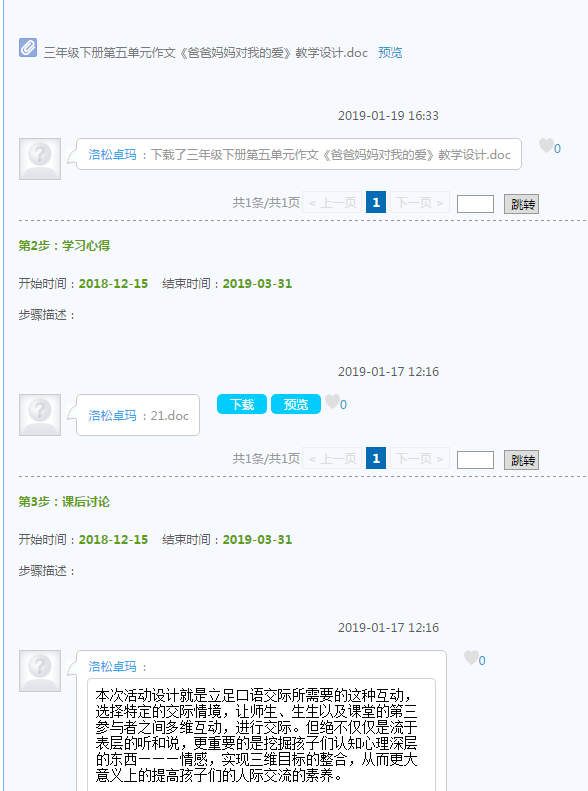 三年级下册第五单元作文《爸爸妈妈对我的爱》教学设计.doc 预览
2019-01-19 16:33
洛松卓玛 : 下载了三年级下册第五单元作文《爸爸妈妈对我的爱》教学设计.doc 0
共1条/共1页 < 上一页 1 下一页 > 跳转
第2步 : 学习心得
开始时间 : 2018-12-15 结束时间 : 2019-03-31
步骤描述 :
2019-01-17 12:16
洛松卓玛 : 21.doc 下载 预览 0
共1条/共1页 < 上一页 1 下一页 > 跳转
第3步 : 课后讨论
开始时间 : 2018-12-15 结束时间 : 2019-03-31
步骤描述 :
2019-01-17 12:16
洛松卓玛 : 0
本次活动设计就是立足口语交际所需要的这种互动，
选择特定的交际情境，让师生、生生以及课堂的第三
参与者之间多维互动，进行交际。但绝不仅仅是流于
表层的听和说，更重要的是挖掘孩子们认知心理深层
的东西－－－情感，实现三维目标的整合，从而更大
意义上的提高孩子们的人际交流的素养。